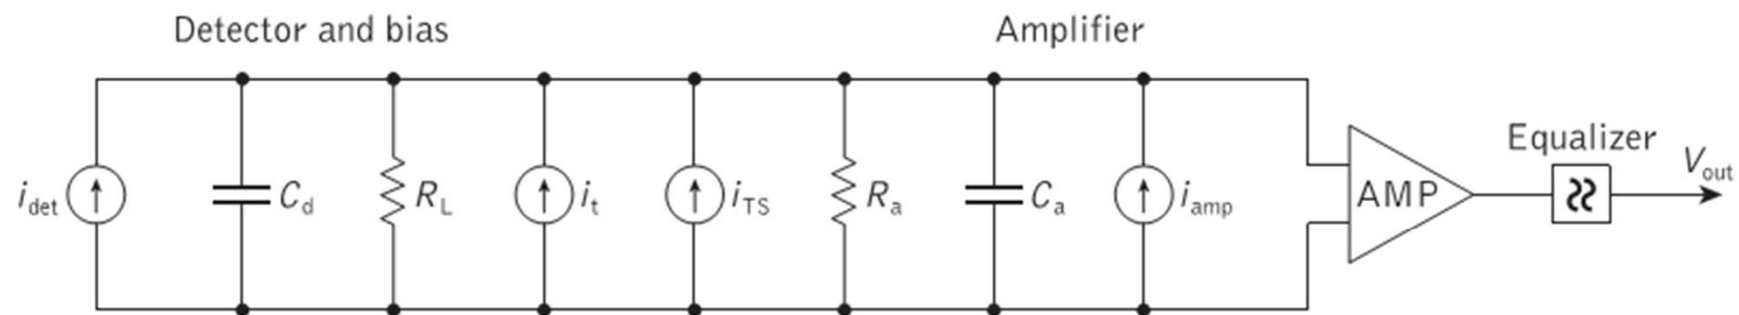 Detector and bias
Amplifier
Equalizer
V_out
i_det
C_d
R_L
i_t
i_TS
R_a
C_a
i_amp
AMP